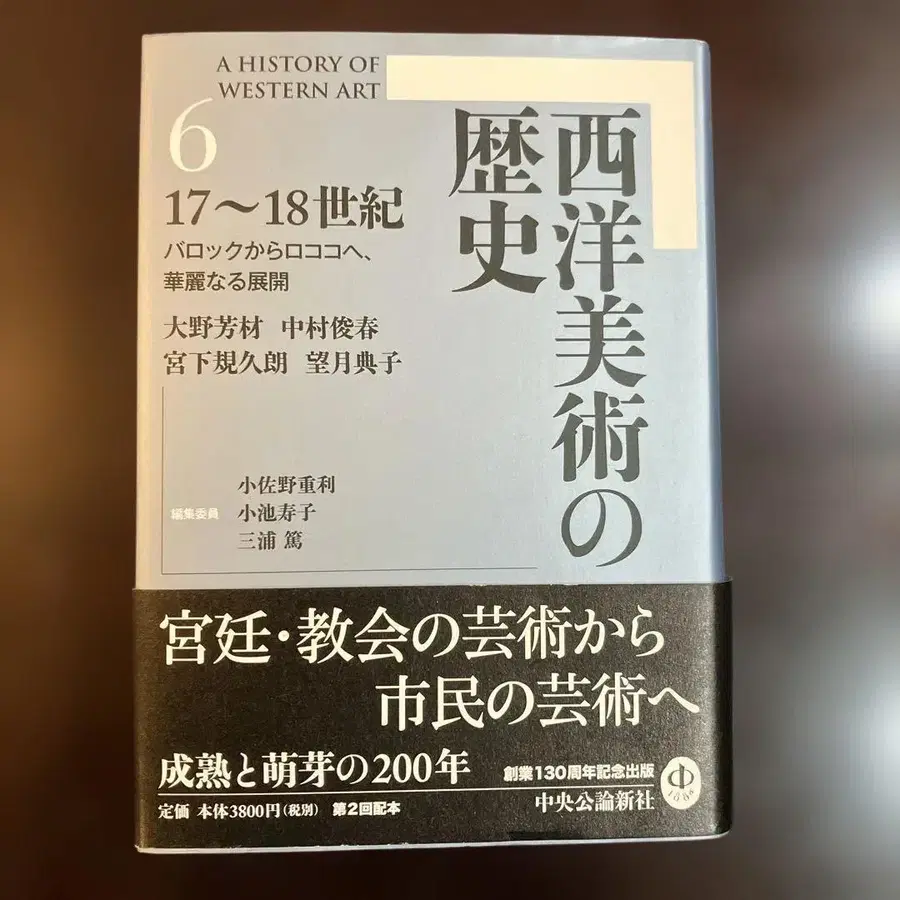 A HISTORY OF
WESTERN ART
西洋美術の
歴史
6
17〜18世紀
バロックからロココへ、
華麗なる展開
大野芳材 中村俊春
宮下規久朗 望月典子
編集委員
小佐野重利
小池寿子
三浦 篤
宮廷・教会の芸術から
市民の芸術へ
成熟と萌芽の200年
創業130周年記念出版
定価 本体3800円(税別) 第2回配本
中央公論新社
中
1886